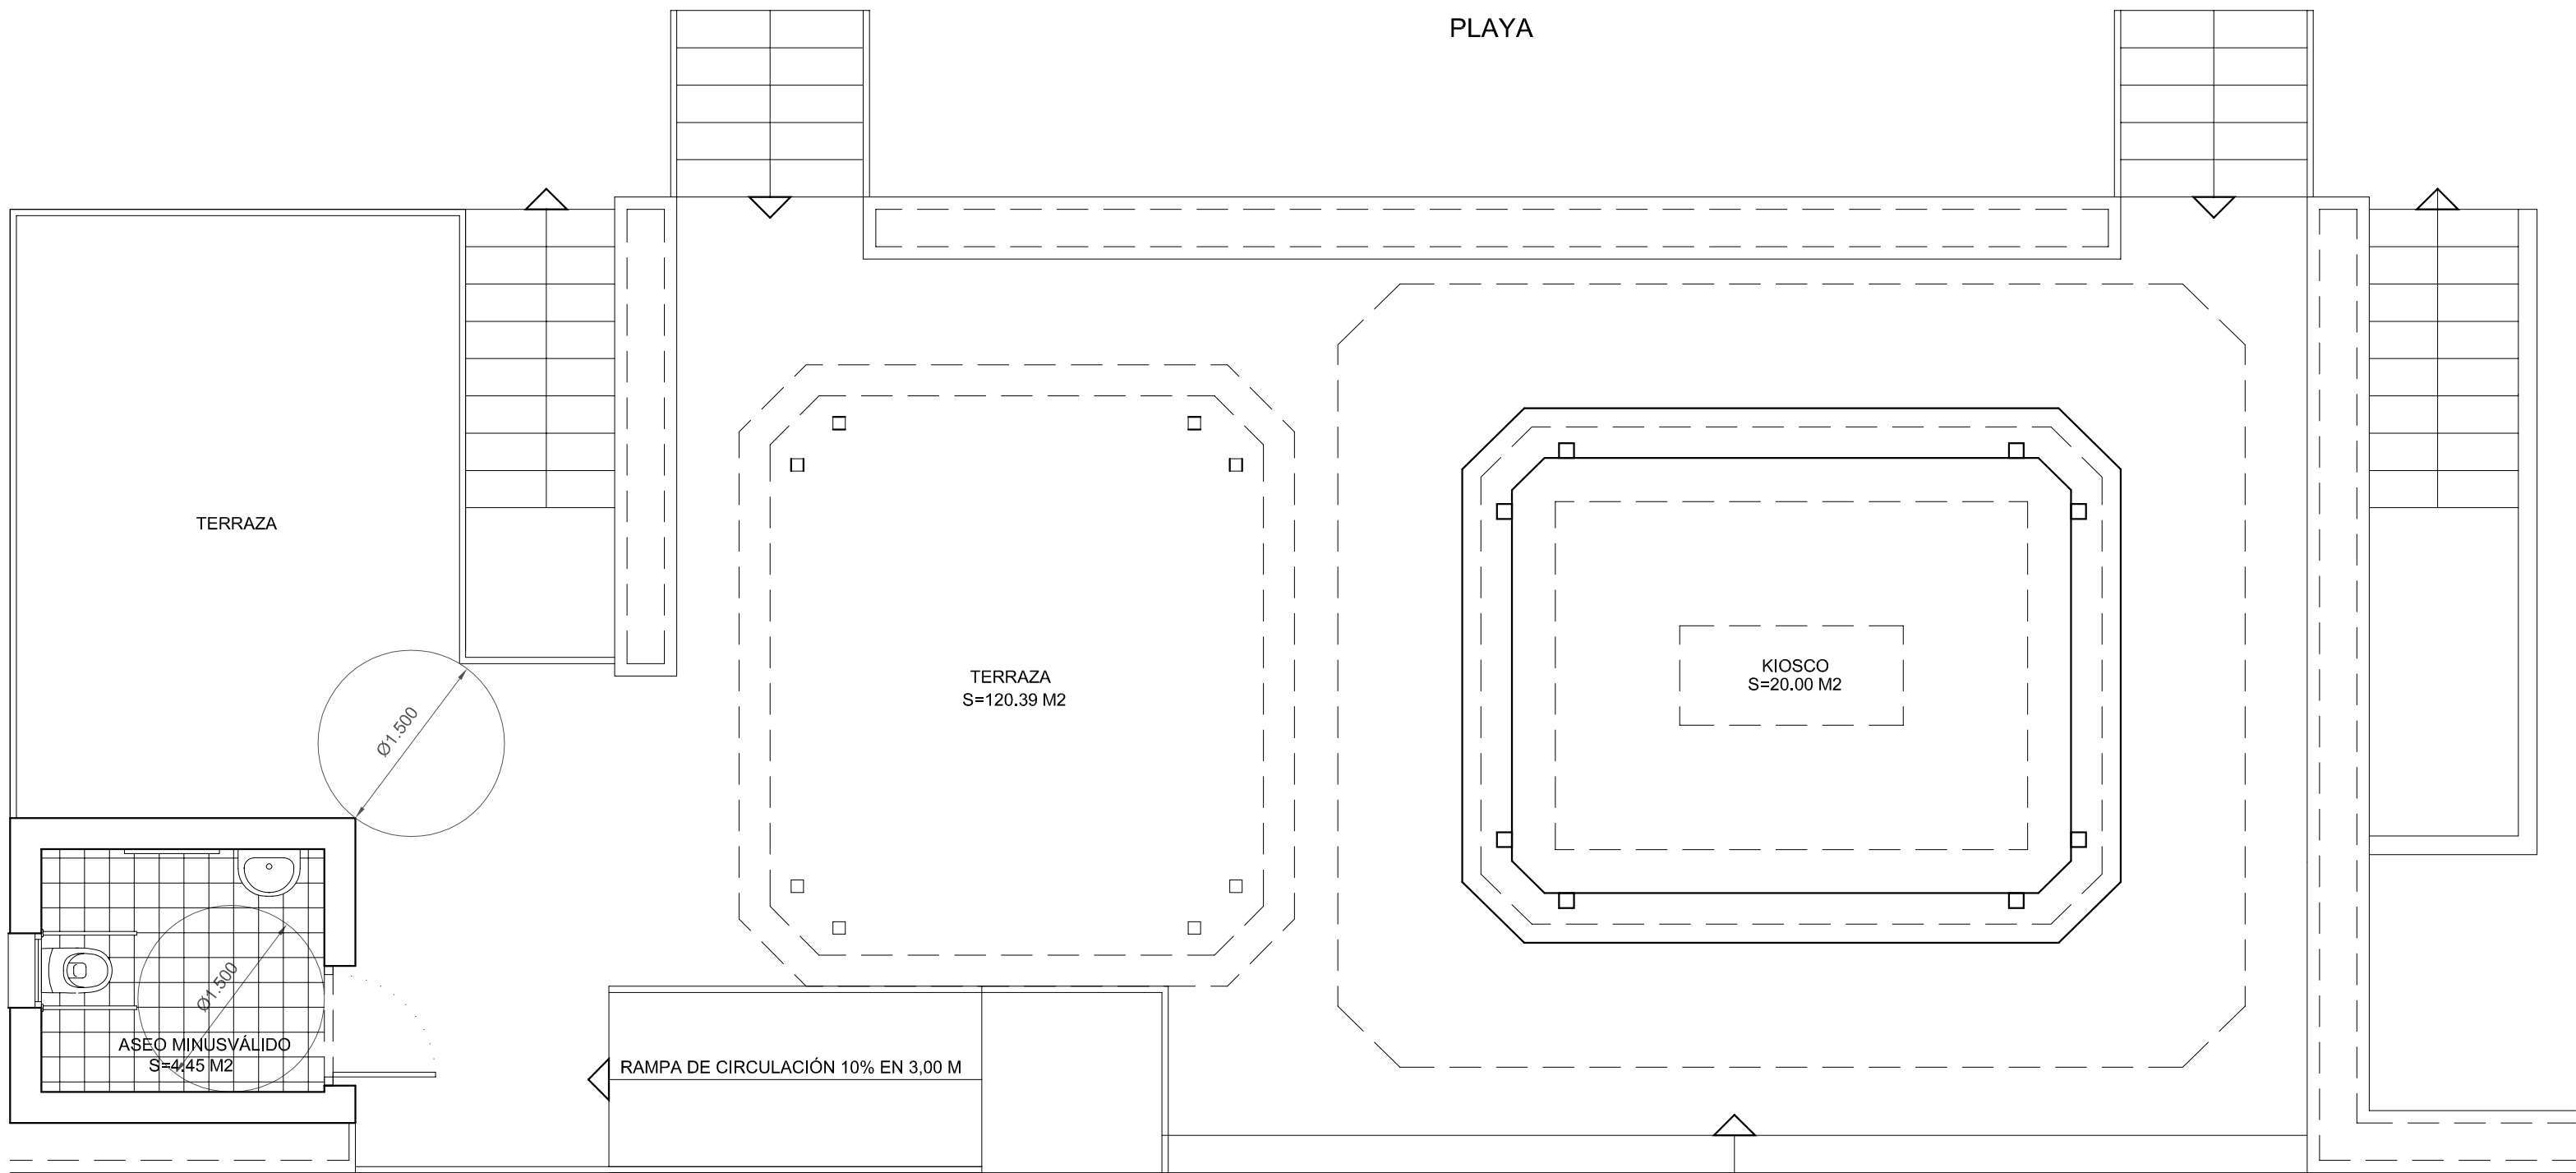 PLAYA
TERRAZA
TERRAZA
S=120.39 M2
KIOSCO
S=20.00 M2
Ø1.500
Ø1.500
ASEO MINUSVÁLIDO
S=4.45 M2
RAMPA DE CIRCULACIÓN 10% EN 3,00 M